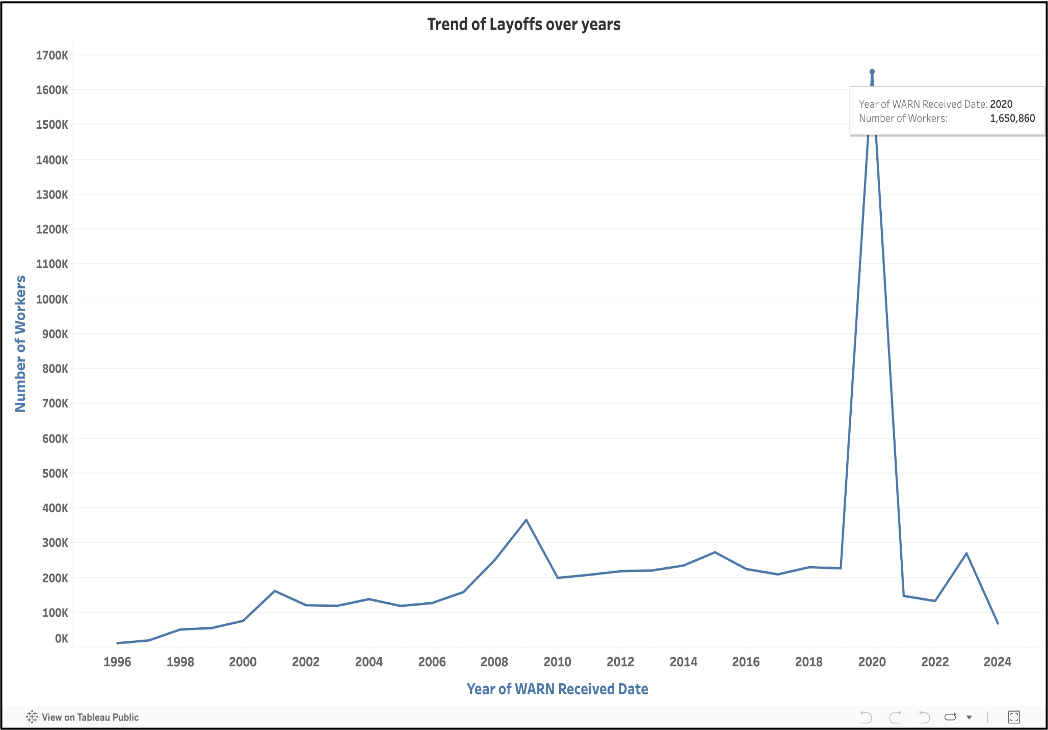 Trend of Layoffs over years
1700K
1600K
1500K
1400K
1300K
1200K
1100K
1000K
900K
800K
700K
600K
500K
400K
300K
200K
100K
0K
Number of Workers
Year of WARN Received Date: 2020
Number of Workers: 1,650,860
1996 1998 2000 2002 2004 2006 2008 2010 2012 2014 2016 2018 2020 2022 2024
Year of WARN Received Date
View on Tableau Public